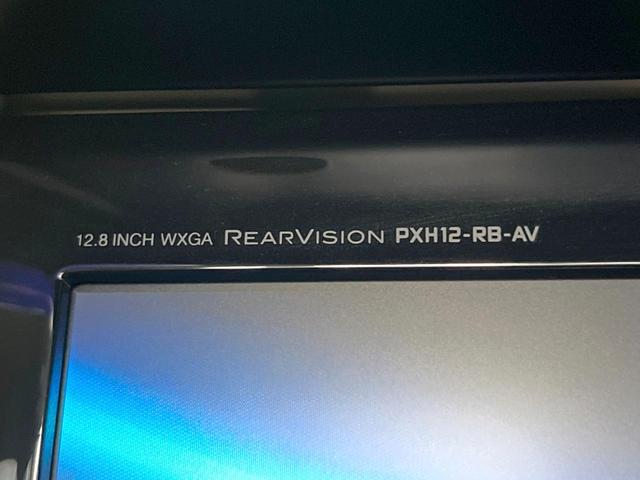 12.8 INCH WXGA REARVISION PXH12-RB-AV